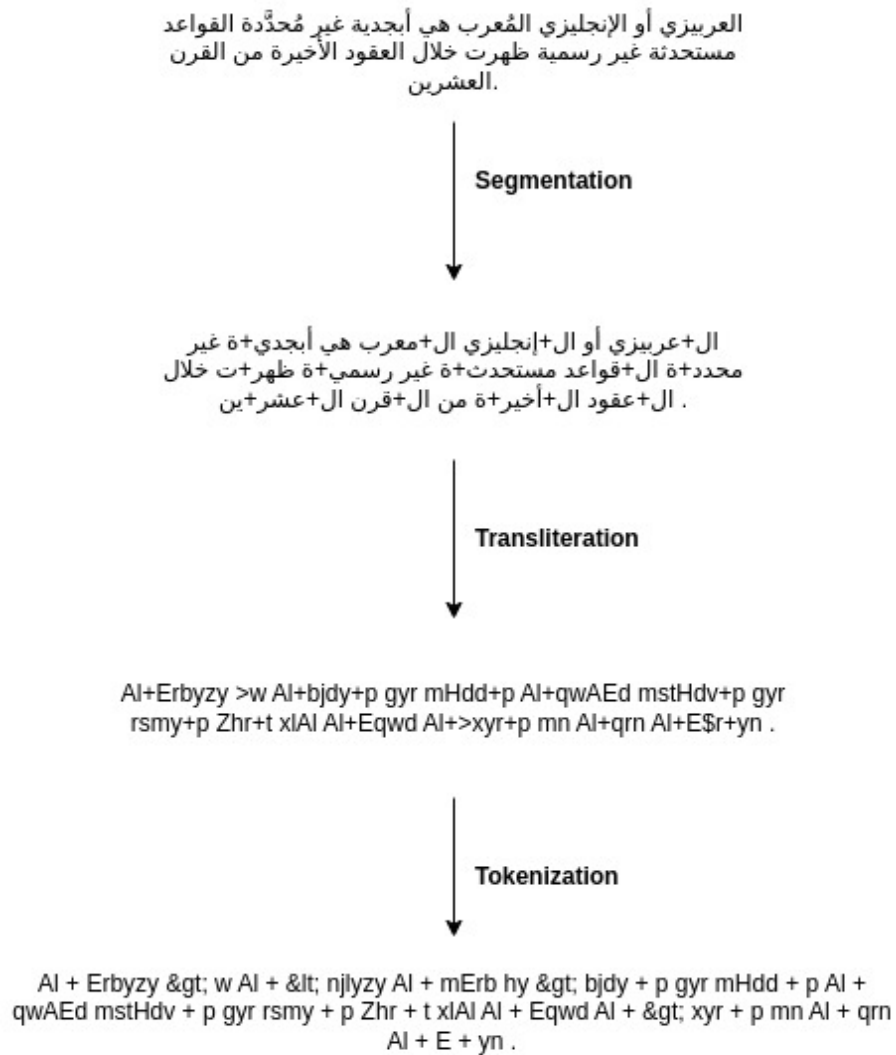 العربيزي أو الإنجليزي المُعرب هي أبجدية غير مُحدَّدة القواعد
مستحدثة غير رسمية ظهرت خلال العقود الأخيرة من القرن
العشرين.
Segmentation
ال+عربيزي أو ال+إنجليزي ال+معرب هي أبجدي+ة غير
محدد+ة ال+قواعد مستحدث+ة غير رسمي+ة ظهر+ت خلال
ال+عقود ال+أخير+ة من ال+قرن ال+عشر+ين .
Transliteration
Al+Erbyzy >w Al+bjdy+p gyr mHdd+p Al+qwAEd mstHdv+p gyr
rsmy+p Zhr+t xlAl Al+Eqwd Al+>xyr+p mn Al+qrn Al+E$r+yn .
Tokenization
Al + Erbyzy &gt; w Al + &lt; njlyzy Al + mErb hy &gt; bjdy + p gyr mHdd + p Al +
qwAEd mstHdv + p gyr rsmy + p Zhr + t xlAl Al + Eqwd Al + &gt; xyr + p mn Al + qrn
Al + E + yn .